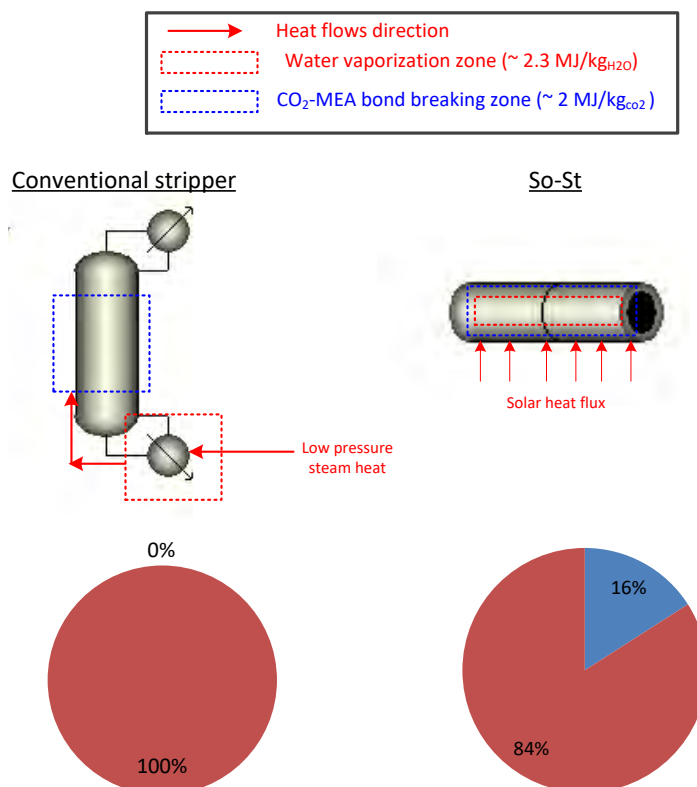 Heat flows direction
Water vaporization zone (~ 2.3 MJ/kgH2O)
CO2-MEA bond breaking zone (~ 2 MJ/kgco2 )
Conventional stripper
So-St
Solar heat flux
Low pressure
steam heat
0%
100%
16%
84%